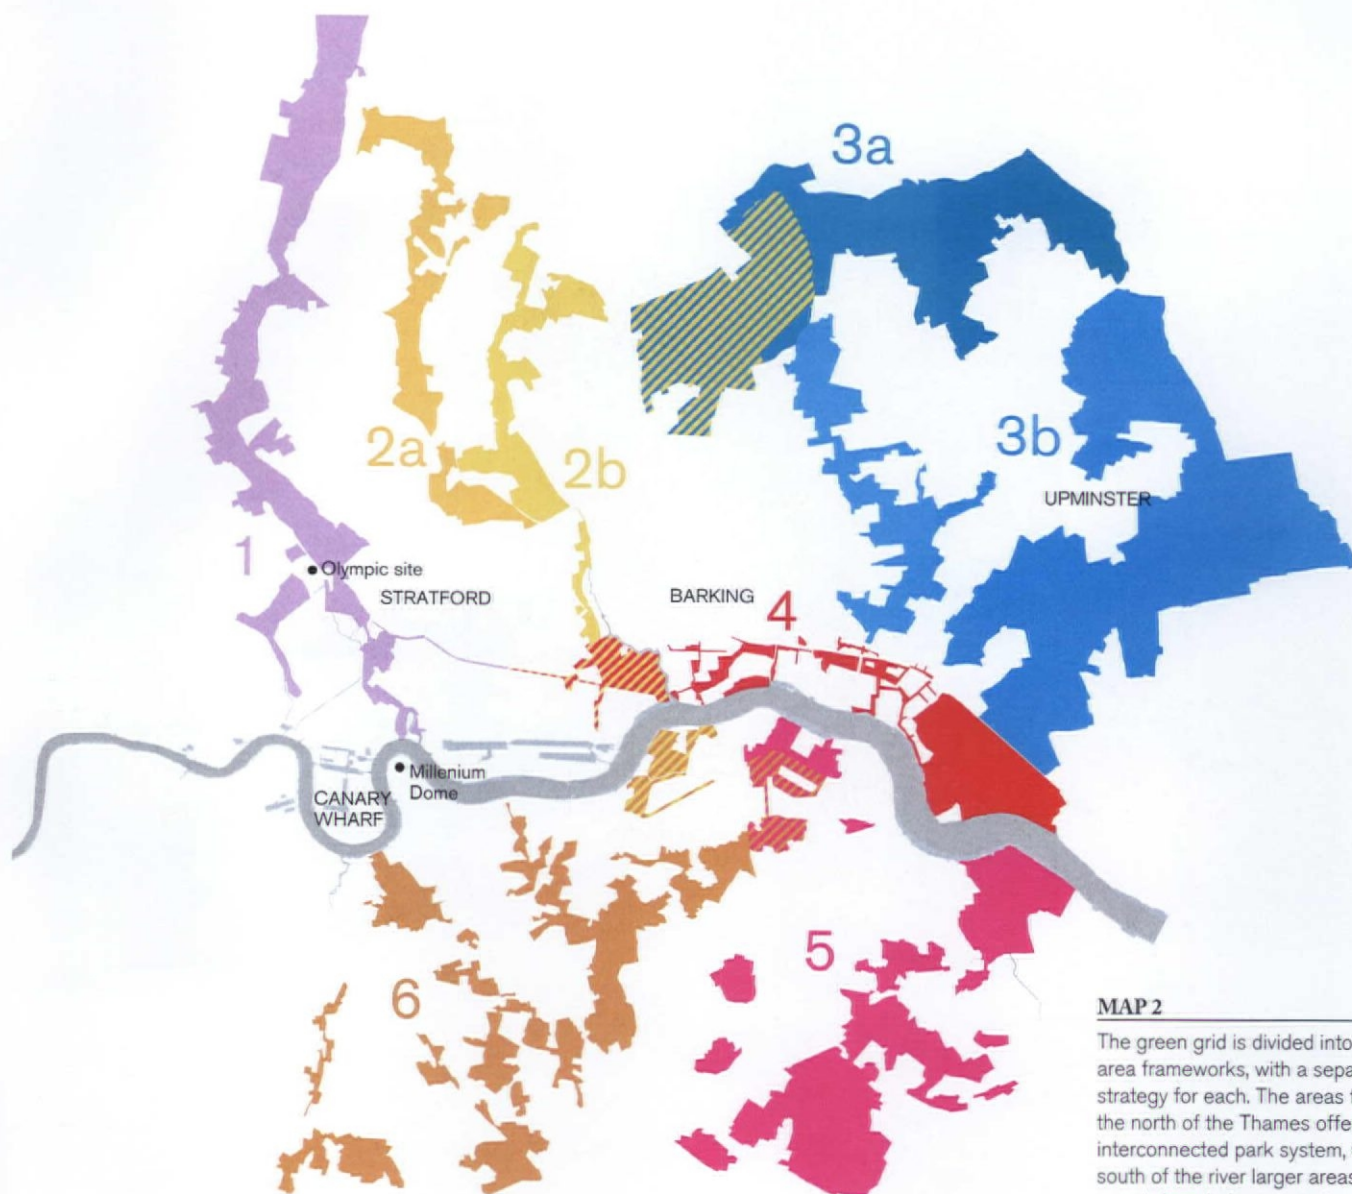 3a
2a
2b
3b
UPMINSTER
1
Olympic site
STRATFORD
BARKING
4
Millenium
Dome
CANARY
WHARF
5
6
MAP 2
The green grid is divided into
area frameworks, with a sepa
strategy for each. The areas
the north of the Thames offe
interconnected park system,
south of the river larger areas